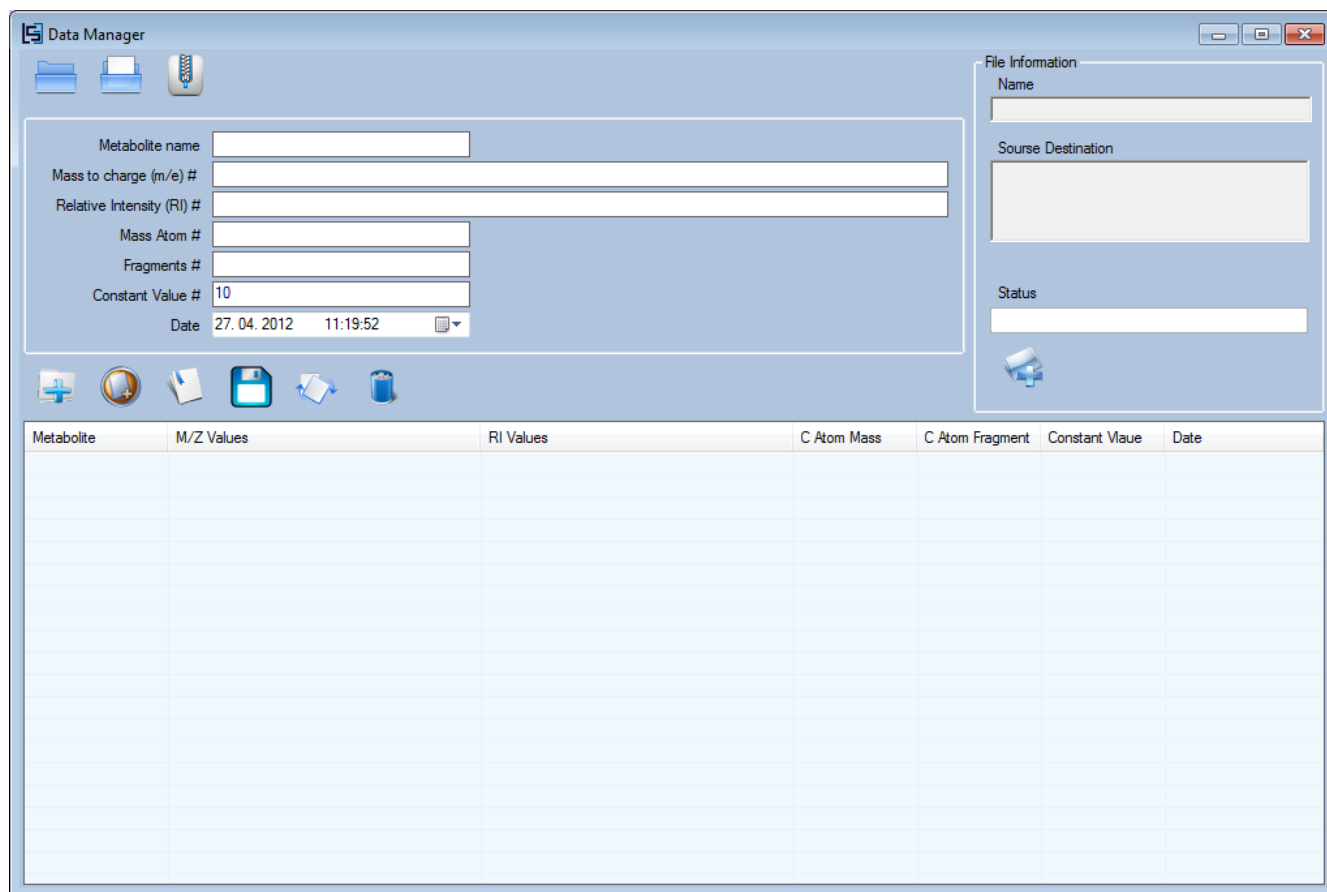 Data Manager
File Information
Name
Metabolite name
Sourse Destination
Mass to charge (m/e) #
Relative Intensity (RI) #
Mass Atom #
Fragments #
Constant Value # 10
Status
Date 27. 04. 2012 11:19:52
Metabolite M/Z Values RI Values C Atom Mass C Atom Fragment Constant Vlaue Date